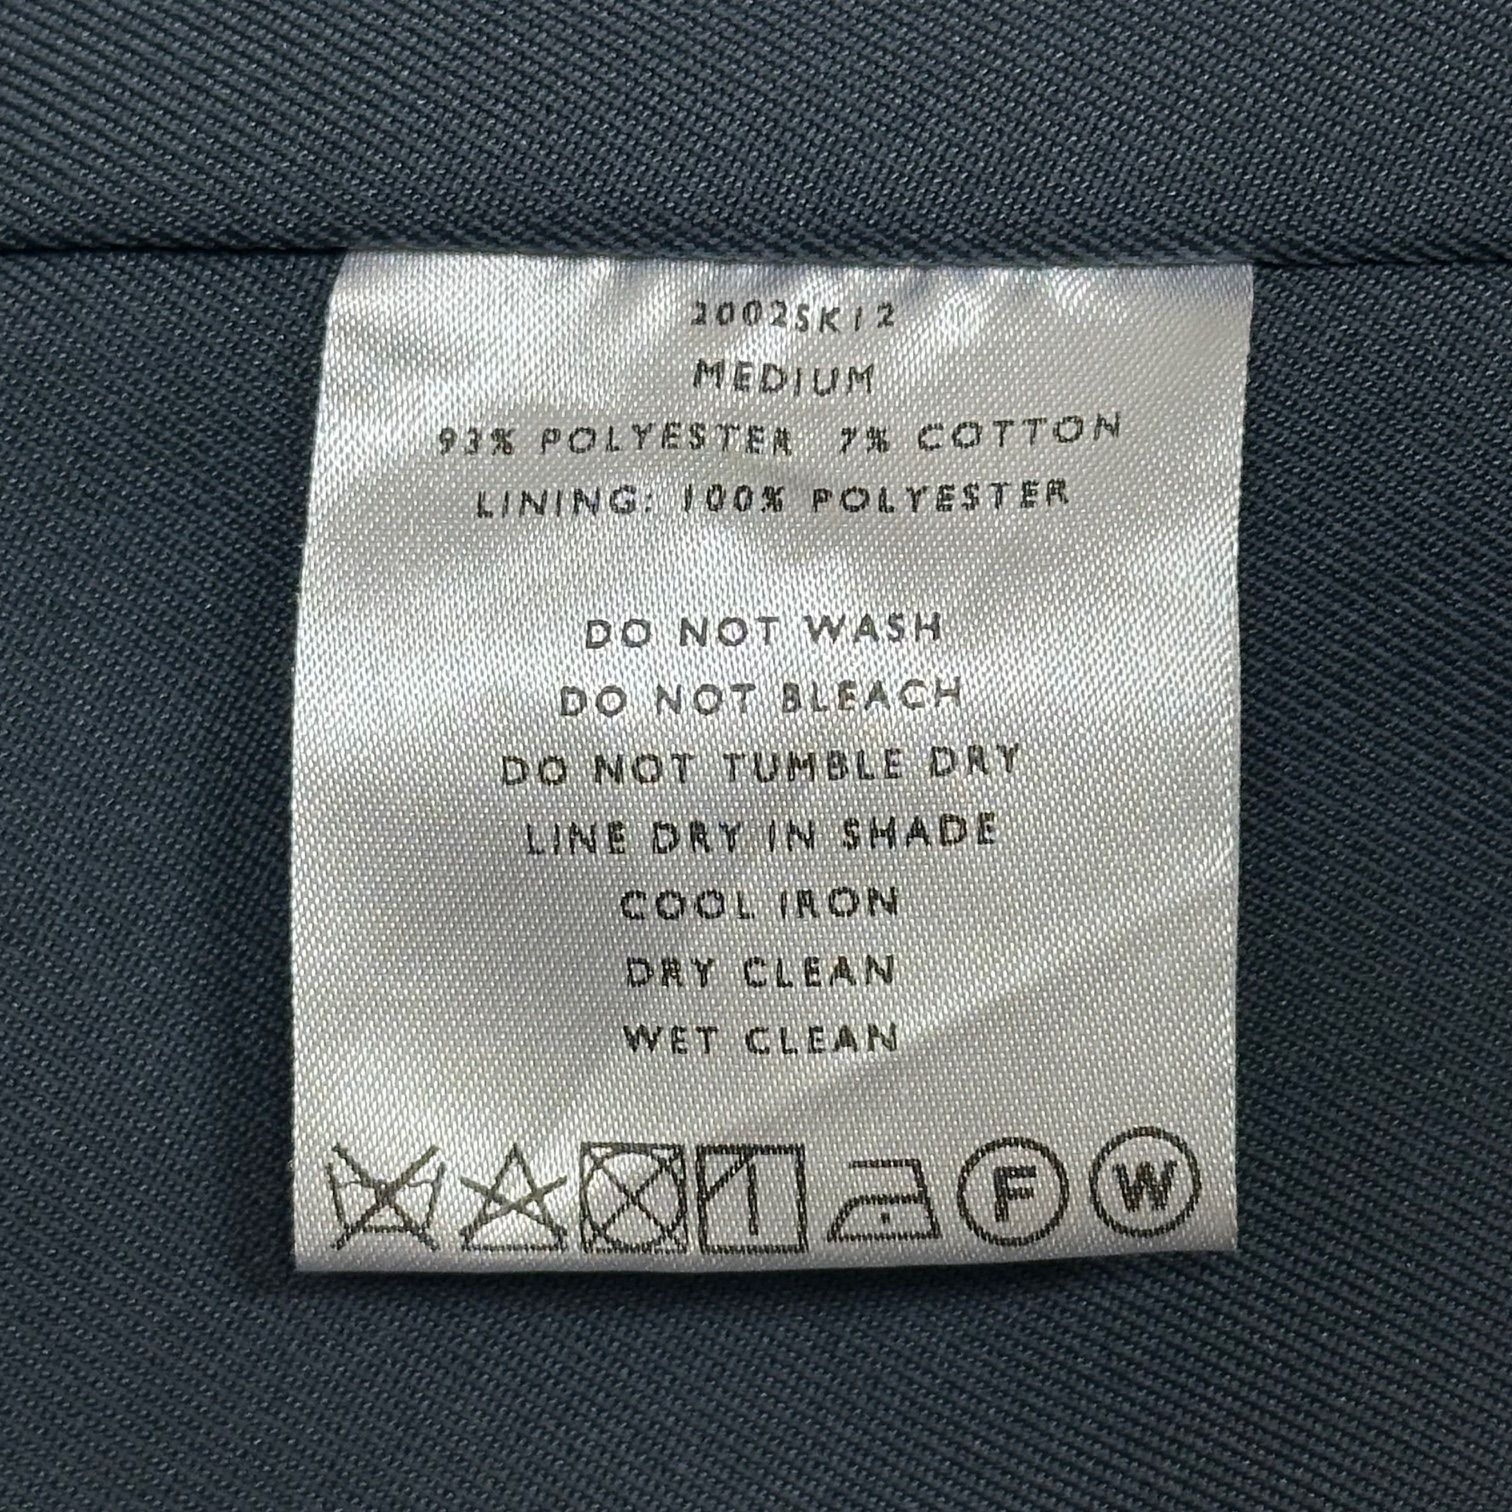 2002SK12
MEDIUM
93% POLYESTER 7% COTTON
LINING: 100% POLYESTER
DO NOT WASH
DO NOT BLEACH
DO NOT TUMBLE DRY
LINE DRY IN SHADE
COOL IRON
DRY CLEAN
WET CLEAN
F W